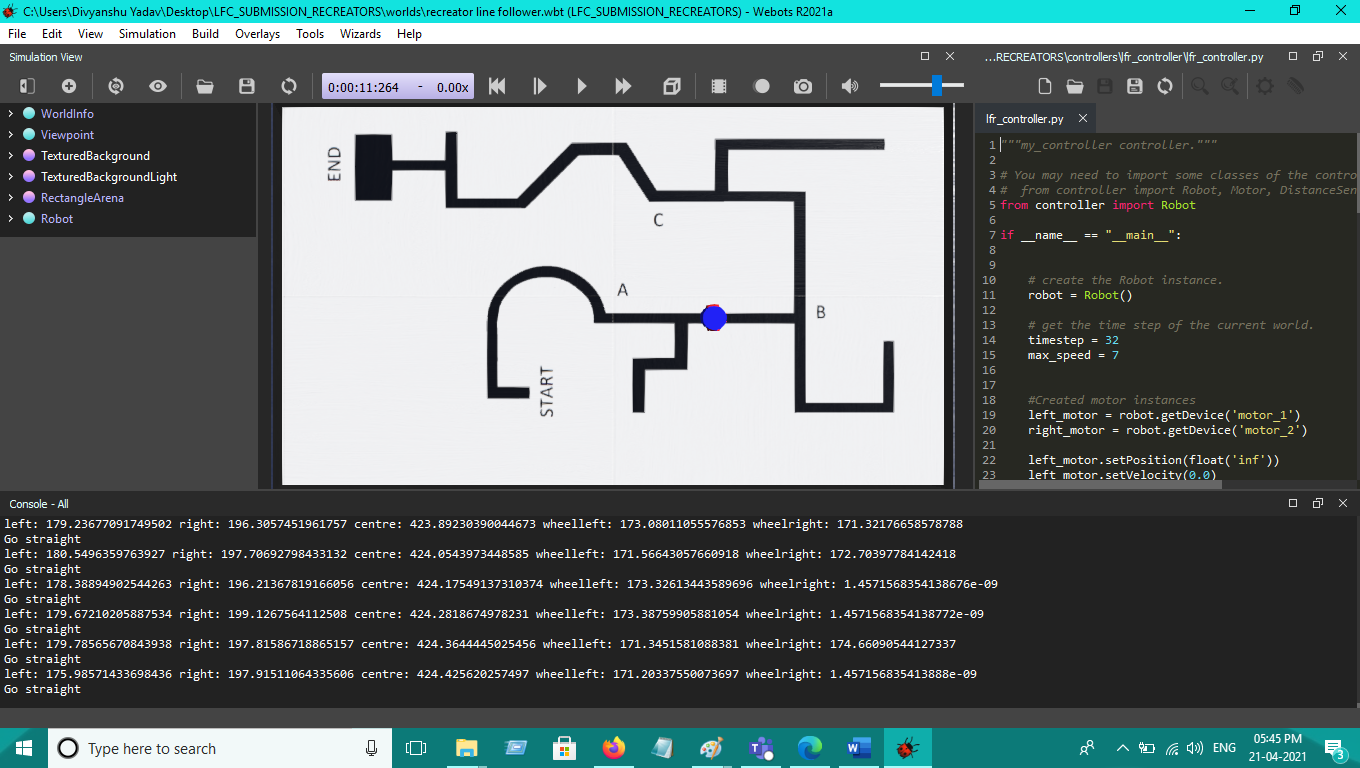 C:\Users\Divyanshu Yadav\Desktop\LFC_SUBMISSION_RECREATORS\worlds\recreator line follower.wbt (LFC_SUBMISSION_RECREATORS) - Webots R2021a
File Edit View Simulation Build Overlays Tools Wizards Help
Simulation View
...RECREATORS\controllers\lfr_controller\lfr_controller.py
0:00:11:264 - 0.00x
WorldInfo
Viewpoint
TexturedBackground
TexturedBackgroundLight
RectangleArena
Robot
END
C
A
B
START
lfr_controller.py
1 """my_controller controller."""
2
3 # You may need to import some classes of the contro
4 # from controller import Robot, Motor, DistanceSen
5 from controller import Robot
6
7 if __name__ == "__main__":
8
9
10 # create the Robot instance.
11 robot = Robot()
12
13 # get the time step of the current world.
14 timestep = 32
15 max_speed = 7
16
17
18 #Created motor instances
19 left_motor = robot.getDevice('motor_1')
20 right_motor = robot.getDevice('motor_2')
21
22 left_motor.setPosition(float('inf'))
23 left_motor.setVelocity(0.0)
Console - All
left: 179.23677091749502 right: 196.3057451961757 centre: 423.89230390044673 wheelleft: 173.08011055576853 wheelright: 171.32176658578788
Go straight
left: 180.5496359763927 right: 197.70692798433132 centre: 424.0543973448585 wheelleft: 171.56643057660918 wheelright: 172.70397784142418
Go straight
left: 178.38894902544263 right: 196.21367819166056 centre: 424.17549137310374 wheelleft: 173.32613443589696 wheelright: 1.4571568354138676e-09
Go straight
left: 179.67210205887534 right: 199.1267564112508 centre: 424.2818674978231 wheelleft: 173.38759905881054 wheelright: 1.4571568354138772e-09
Go straight
left: 179.78565670843938 right: 197.81586718865157 centre: 424.3644445025456 wheelleft: 171.3451581088381 wheelright: 174.66090544127337
Go straight
left: 175.98571433698436 right: 197.91511064335606 centre: 424.425620257497 wheelleft: 171.20337550073697 wheelright: 1.457156835413888e-09
Go straight
Type here to search
ENG
05:45 PM
21-04-2021
3